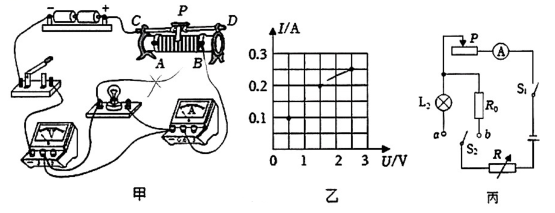 − + C P D
A B
V
A
甲
I/A
0.3
0.2
0.1
0 1 2 3 U/V
乙
P
A
S₁
L₂ R₀
a b
S₂
R
丙